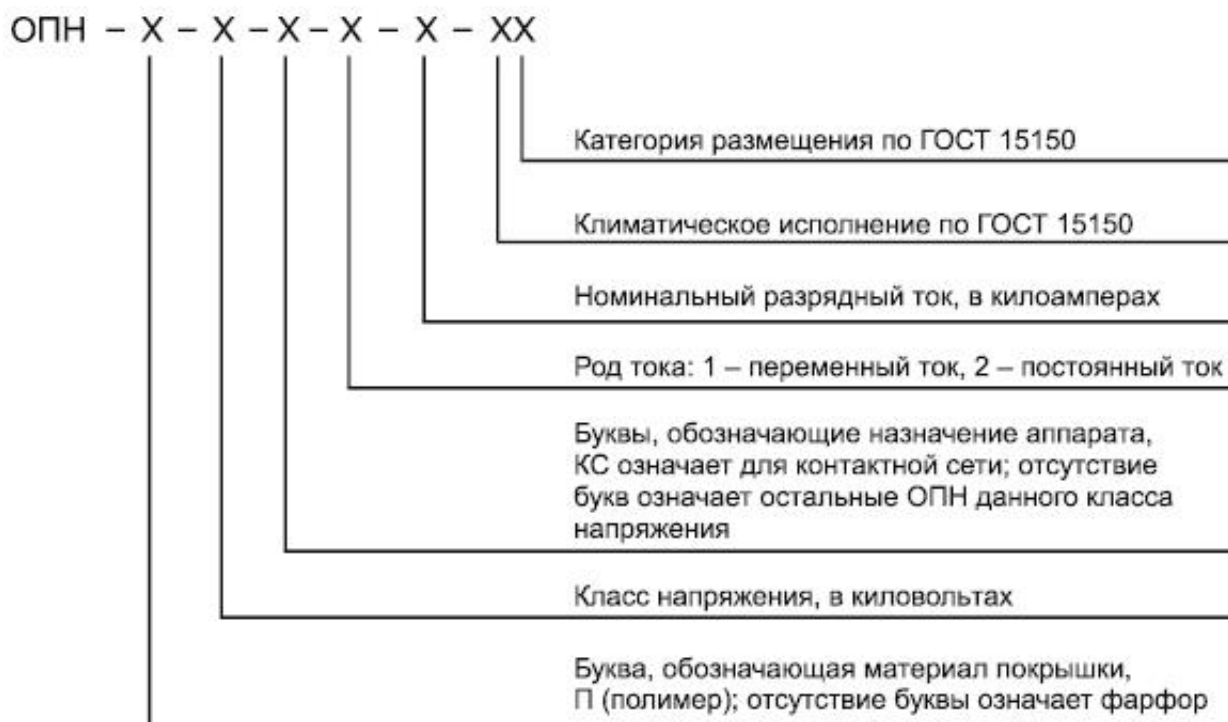 ОПН – Х – Х – Х – Х – Х – ХХ
Категория размещения по ГОСТ 15150
Климатическое исполнение по ГОСТ 15150
Номинальный разрядный ток, в килоамперах
Род тока: 1 – переменный ток, 2 – постоянный ток
Буквы, обозначающие назначение аппарата,
КС означает для контактной сети; отсутствие
букв означает остальные ОПН данного класса
напряжения
Класс напряжения, в киловольтах
Буква, обозначающая материал покрышки,
П (полимер); отсутствие буквы означает фарфор